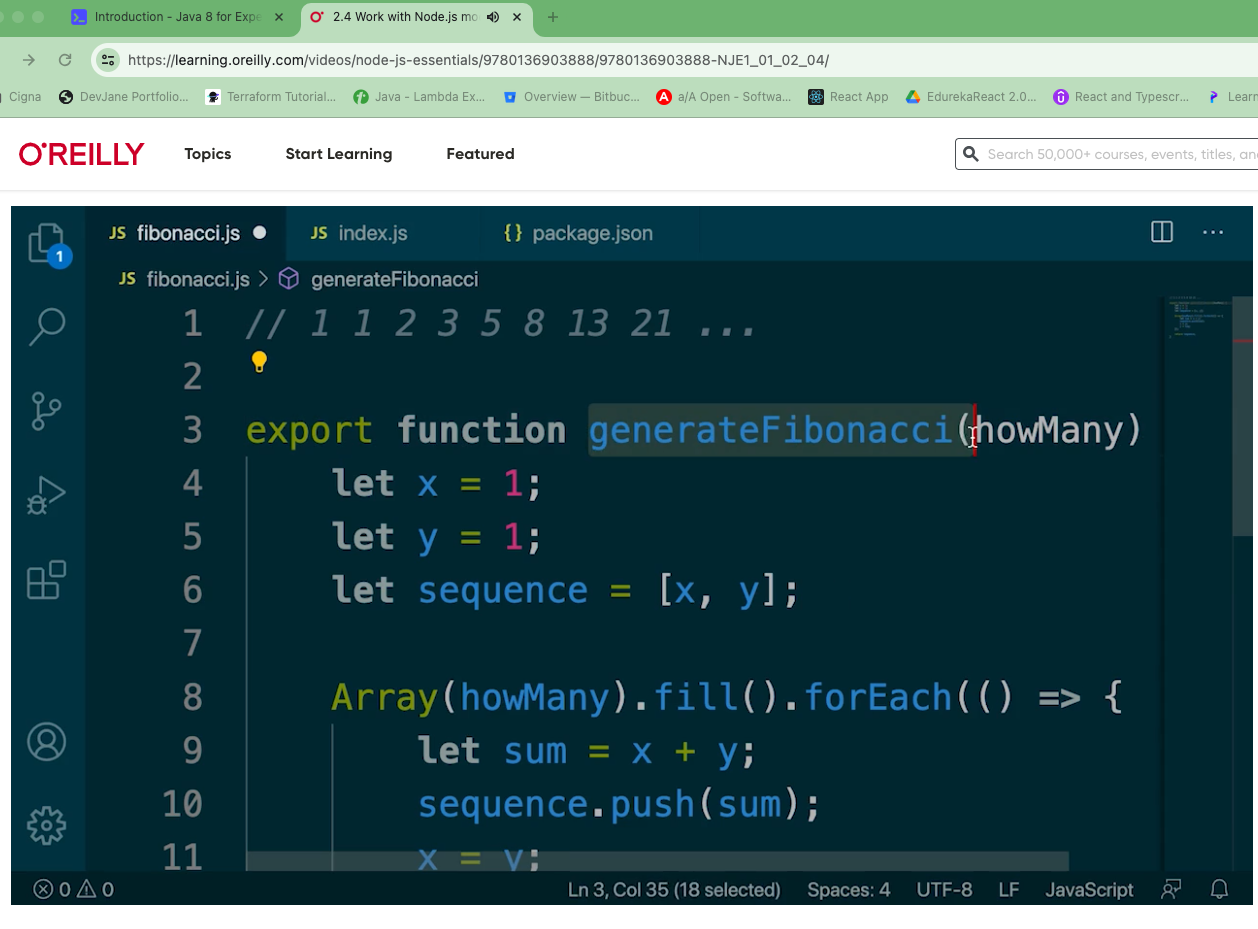 Introduction - Java 8 for Expe
2.4 Work with Node.js mo
https://learning.oreilly.com/videos/node-js-essentials/9780136903888/9780136903888-NJE1_01_02_04/
Cigna
DevJane Portfolio...
Terraform Tutorial...
Java - Lambda Ex...
Overview — Bitbuc...
a/A Open - Softwa...
React App
EdurekaReact 2.0...
React and Typescr...
Learn
O'REILLY
Topics
Start Learning
Featured
Search 50,000+ courses, events, titles, an
JS fibonacci.js
JS index.js
{} package.json
1
JS fibonacci.js > generateFibonacci
1 // 1 1 2 3 5 8 13 21 ...
2
3 export function generateFibonacci(howMany)
4 let x = 1;
5 let y = 1;
6 let sequence = [x, y];
7
8 Array(howMany).fill().forEach(() => {
9 let sum = x + y;
10 sequence.push(sum);
11 x = y;
0 0
Ln 3, Col 35 (18 selected)
Spaces: 4
UTF-8
LF
JavaScript